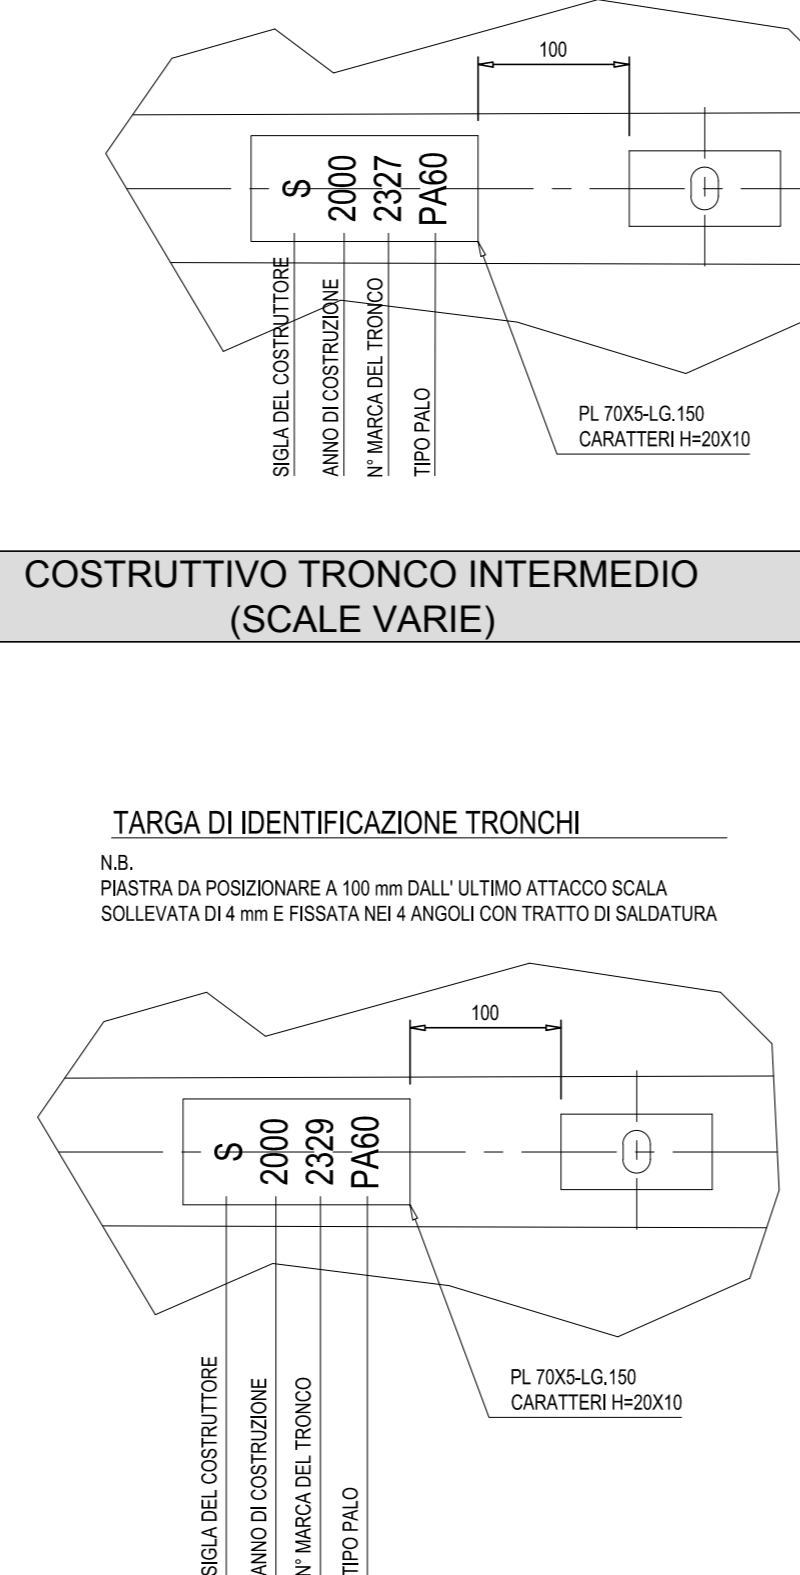 100
S
2000
2327
PA60
SIGLA DEL COSTRUTTORE
ANNO DI COSTRUZIONE
N° MARCA DEL TRONCO
TIPO PALO
PL 70X5-LG.150
CARATTERI H=20X10
COSTRUTTIVO TRONCO INTERMEDIO
(SCALE VARIE)
TARGA DI IDENTIFICAZIONE TRONCHI
N.B.
PIASTRA DA POSIZIONARE A 100 mm DALL' ULTIMO ATTACCO SCALA
SOLLEVATA DI 4 mm E FISSATA NEI 4 ANGOLI CON TRATTO DI SALDATURA
100
S
2000
2329
PA60
SIGLA DEL COSTRUTTORE
ANNO DI COSTRUZIONE
N° MARCA DEL TRONCO
TIPO PALO
PL 70X5-LG.150
CARATTERI H=20X10